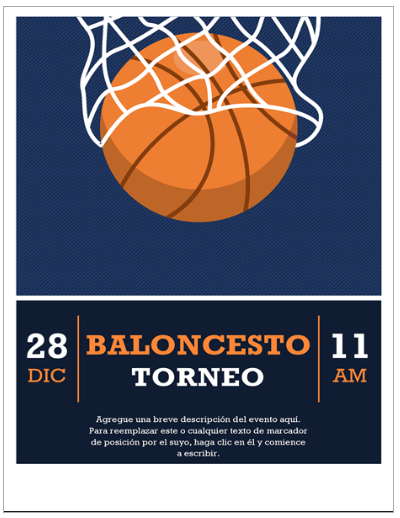 28
DIC
BALONCESTO
TORNEO
11
AM
Agregue una breve descripción del evento aquí.
Para reemplazar este o cualquier texto de marcador
de posición por el suyo, haga clic en él y comience
a escribir.